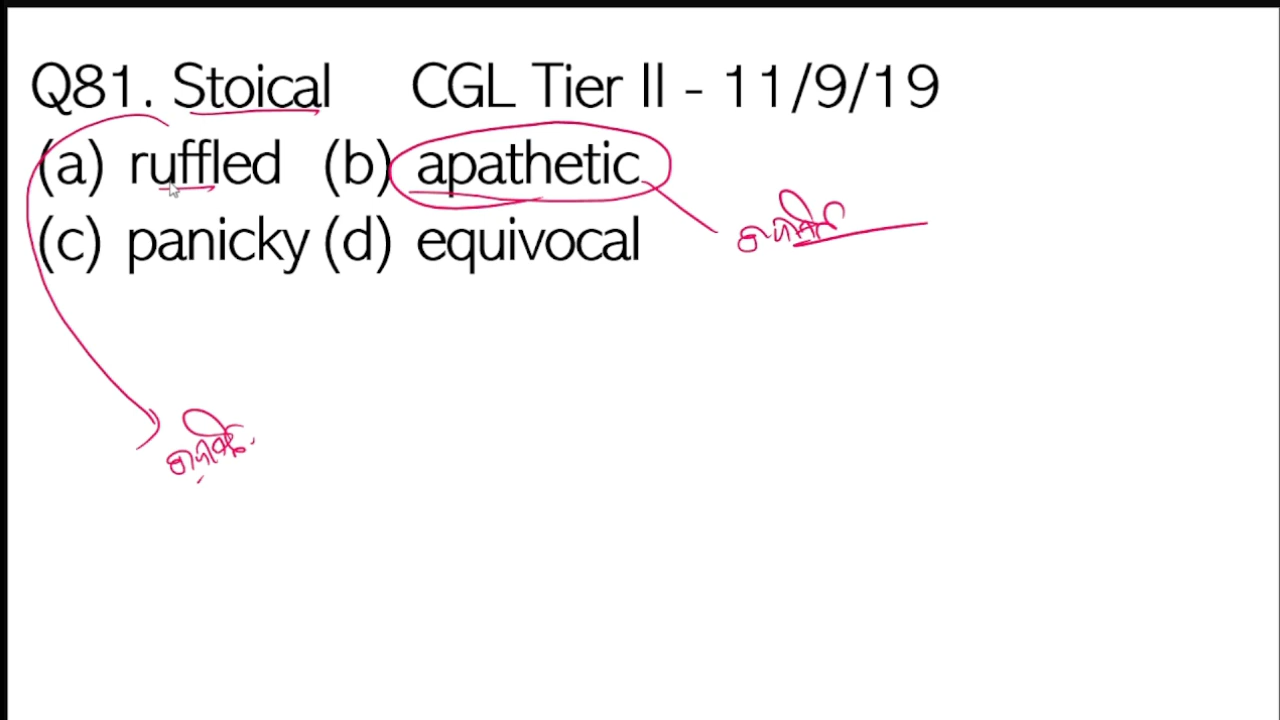 Q81. Stoical CGL Tier II - 11/9/19
(a) ruffled (b) apathetic
(c) panicky (d) equivocal